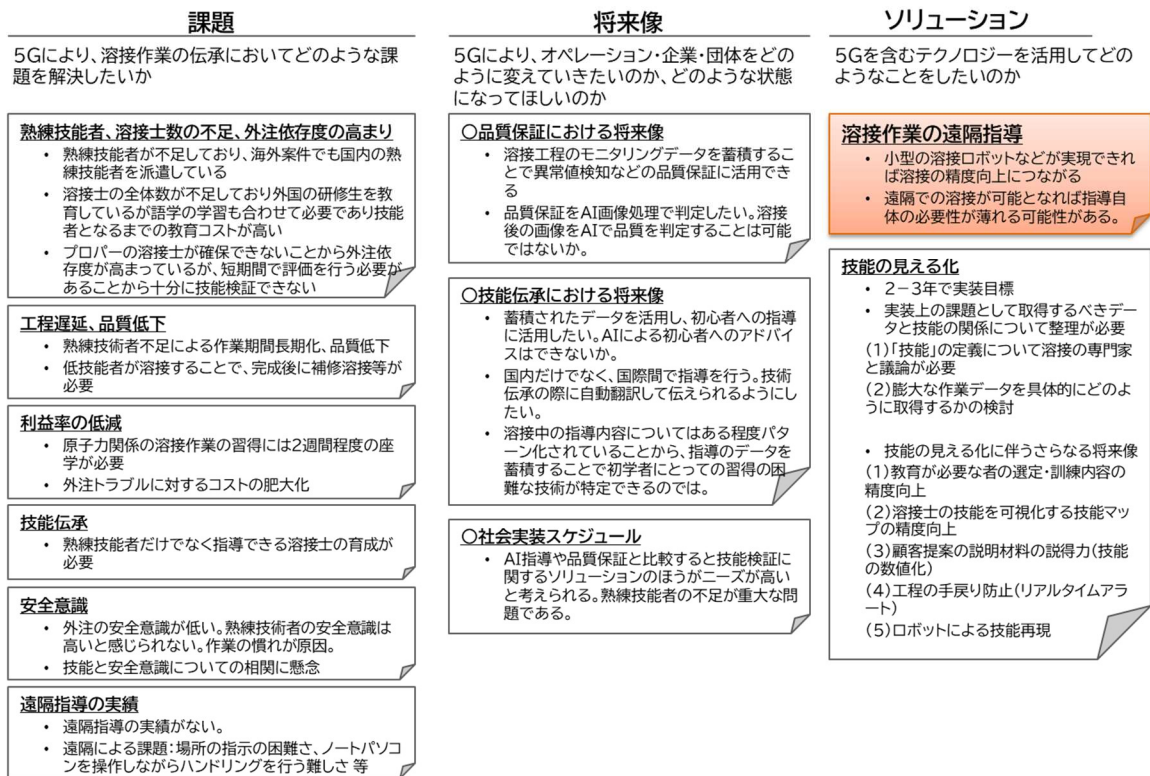 課題
5Gにより、溶接作業の伝承においてどのような課
題を解決したいか
熟練技能者、溶接士数の不足、外注依存度の高まり
• 熟練技能者が不足しており、海外案件でも国内の熟
練技能者を派遣している
• 溶接士の全体数が不足しており外国の研修生を教
育しているが語学の学習も合わせて必要であり技能
者となるまでの教育コストが高い
• プロパーの溶接士が確保できないことから外注依
存度が高まっているが、短期間で評価を行う必要が
あることから十分に技能検証できない
工程遅延、品質低下
• 熟練技術者不足による作業期間長期化、品質低下
• 低技能者が溶接することで、完成後に補修溶接等が
必要
利益率の低減
• 原子力関係の溶接作業の習得には2週間程度の座
学が必要
• 外注トラブルに対するコストの肥大化
技能伝承
• 熟練技能者だけでなく指導できる溶接士の育成が
必要
安全意識
• 外注の安全意識が低い。熟練技術者の安全意識は
高いと感じられない。作業の慣れが原因。
• 技能と安全意識についての相関に懸念
遠隔指導の実績
• 遠隔指導の実績がない。
• 遠隔による課題：場所の指示の困難さ、ノートパソコ
ンを操作しながらハンドリングを行う難しさ 等
将来像
5Gにより、オペレーション・企業・団体をどの
ように変えていきたいのか、どのような状態
になってほしいのか
〇品質保証における将来像
• 溶接工程のモニタリングデータを蓄積するこ
とで異常値検知などの品質保証に活用でき
る
• 品質保証をAI画像処理で判定したい。溶接
後の画像をAIで品質を判定することは可能
ではないか。
〇技能伝承における将来像
• 蓄積されたデータを活用し、初心者への指導
に活用したい。AIによる初心者へのアドバイ
スはできないか。
• 国内だけでなく、国際間で指導を行う。技術
伝承の際に自動翻訳して伝えられるようにし
たい。
• 溶接中の指導内容についてはある程度パター
ン化されていることから、指導のデータを
蓄積することで初学者にとっての習得の困
難な技術が特定できるのでは。
〇社会実装スケジュール
• AI指導や品質保証と比較すると技能検証に
関するソリューションのほうがニーズが高い
と考えられる。熟練技能者の不足が重大な問
題である。
ソリューション
5Gを含むテクノロジーを活用してどの
ようなことをしたいのか
溶接作業の遠隔指導
• 小型の溶接ロボットなどが実現できれ
ば溶接の精度向上につながる
• 遠隔での溶接が可能となれば指導自
体の必要性が薄れる可能性がある。
技能の見える化
• 2－3年で実装目標
• 実装上の課題として取得するべきデー
タと技能の関係について整理が必要
(1)「技能」の定義について溶接の専門家
と議論が必要
(2)膨大な作業データを具体的にどのよ
うに取得するかの検討
• 技能の見える化に伴うさらなる将来像
(1)教育が必要な者の選定・訓練内容の
精度向上
(2)溶接士の技能を可視化する技能マッ
プの精度向上
(3)顧客提案の説明材料の説得力(技能
の数値化)
(4)工程の手戻り防止(リアルタイムアラ
ート)
(5)ロボットによる技能再現